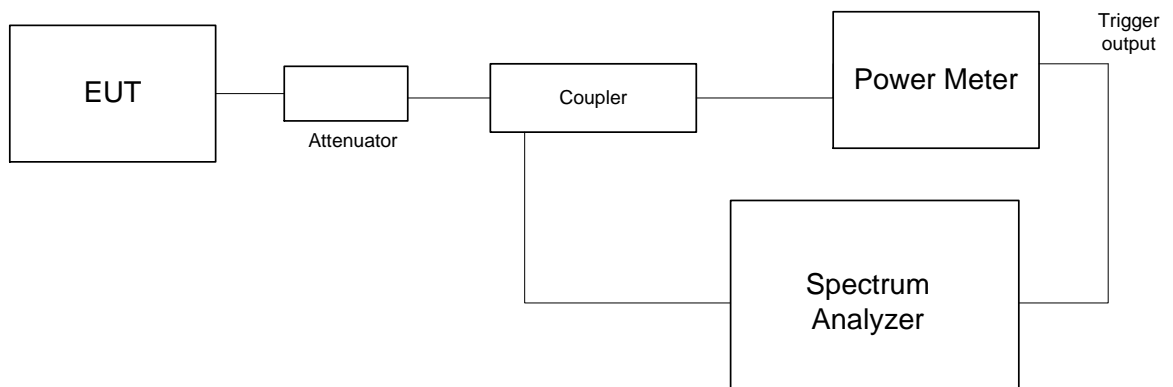 EUT
Attenuator
Coupler
Power Meter
Trigger
output
Spectrum
Analyzer